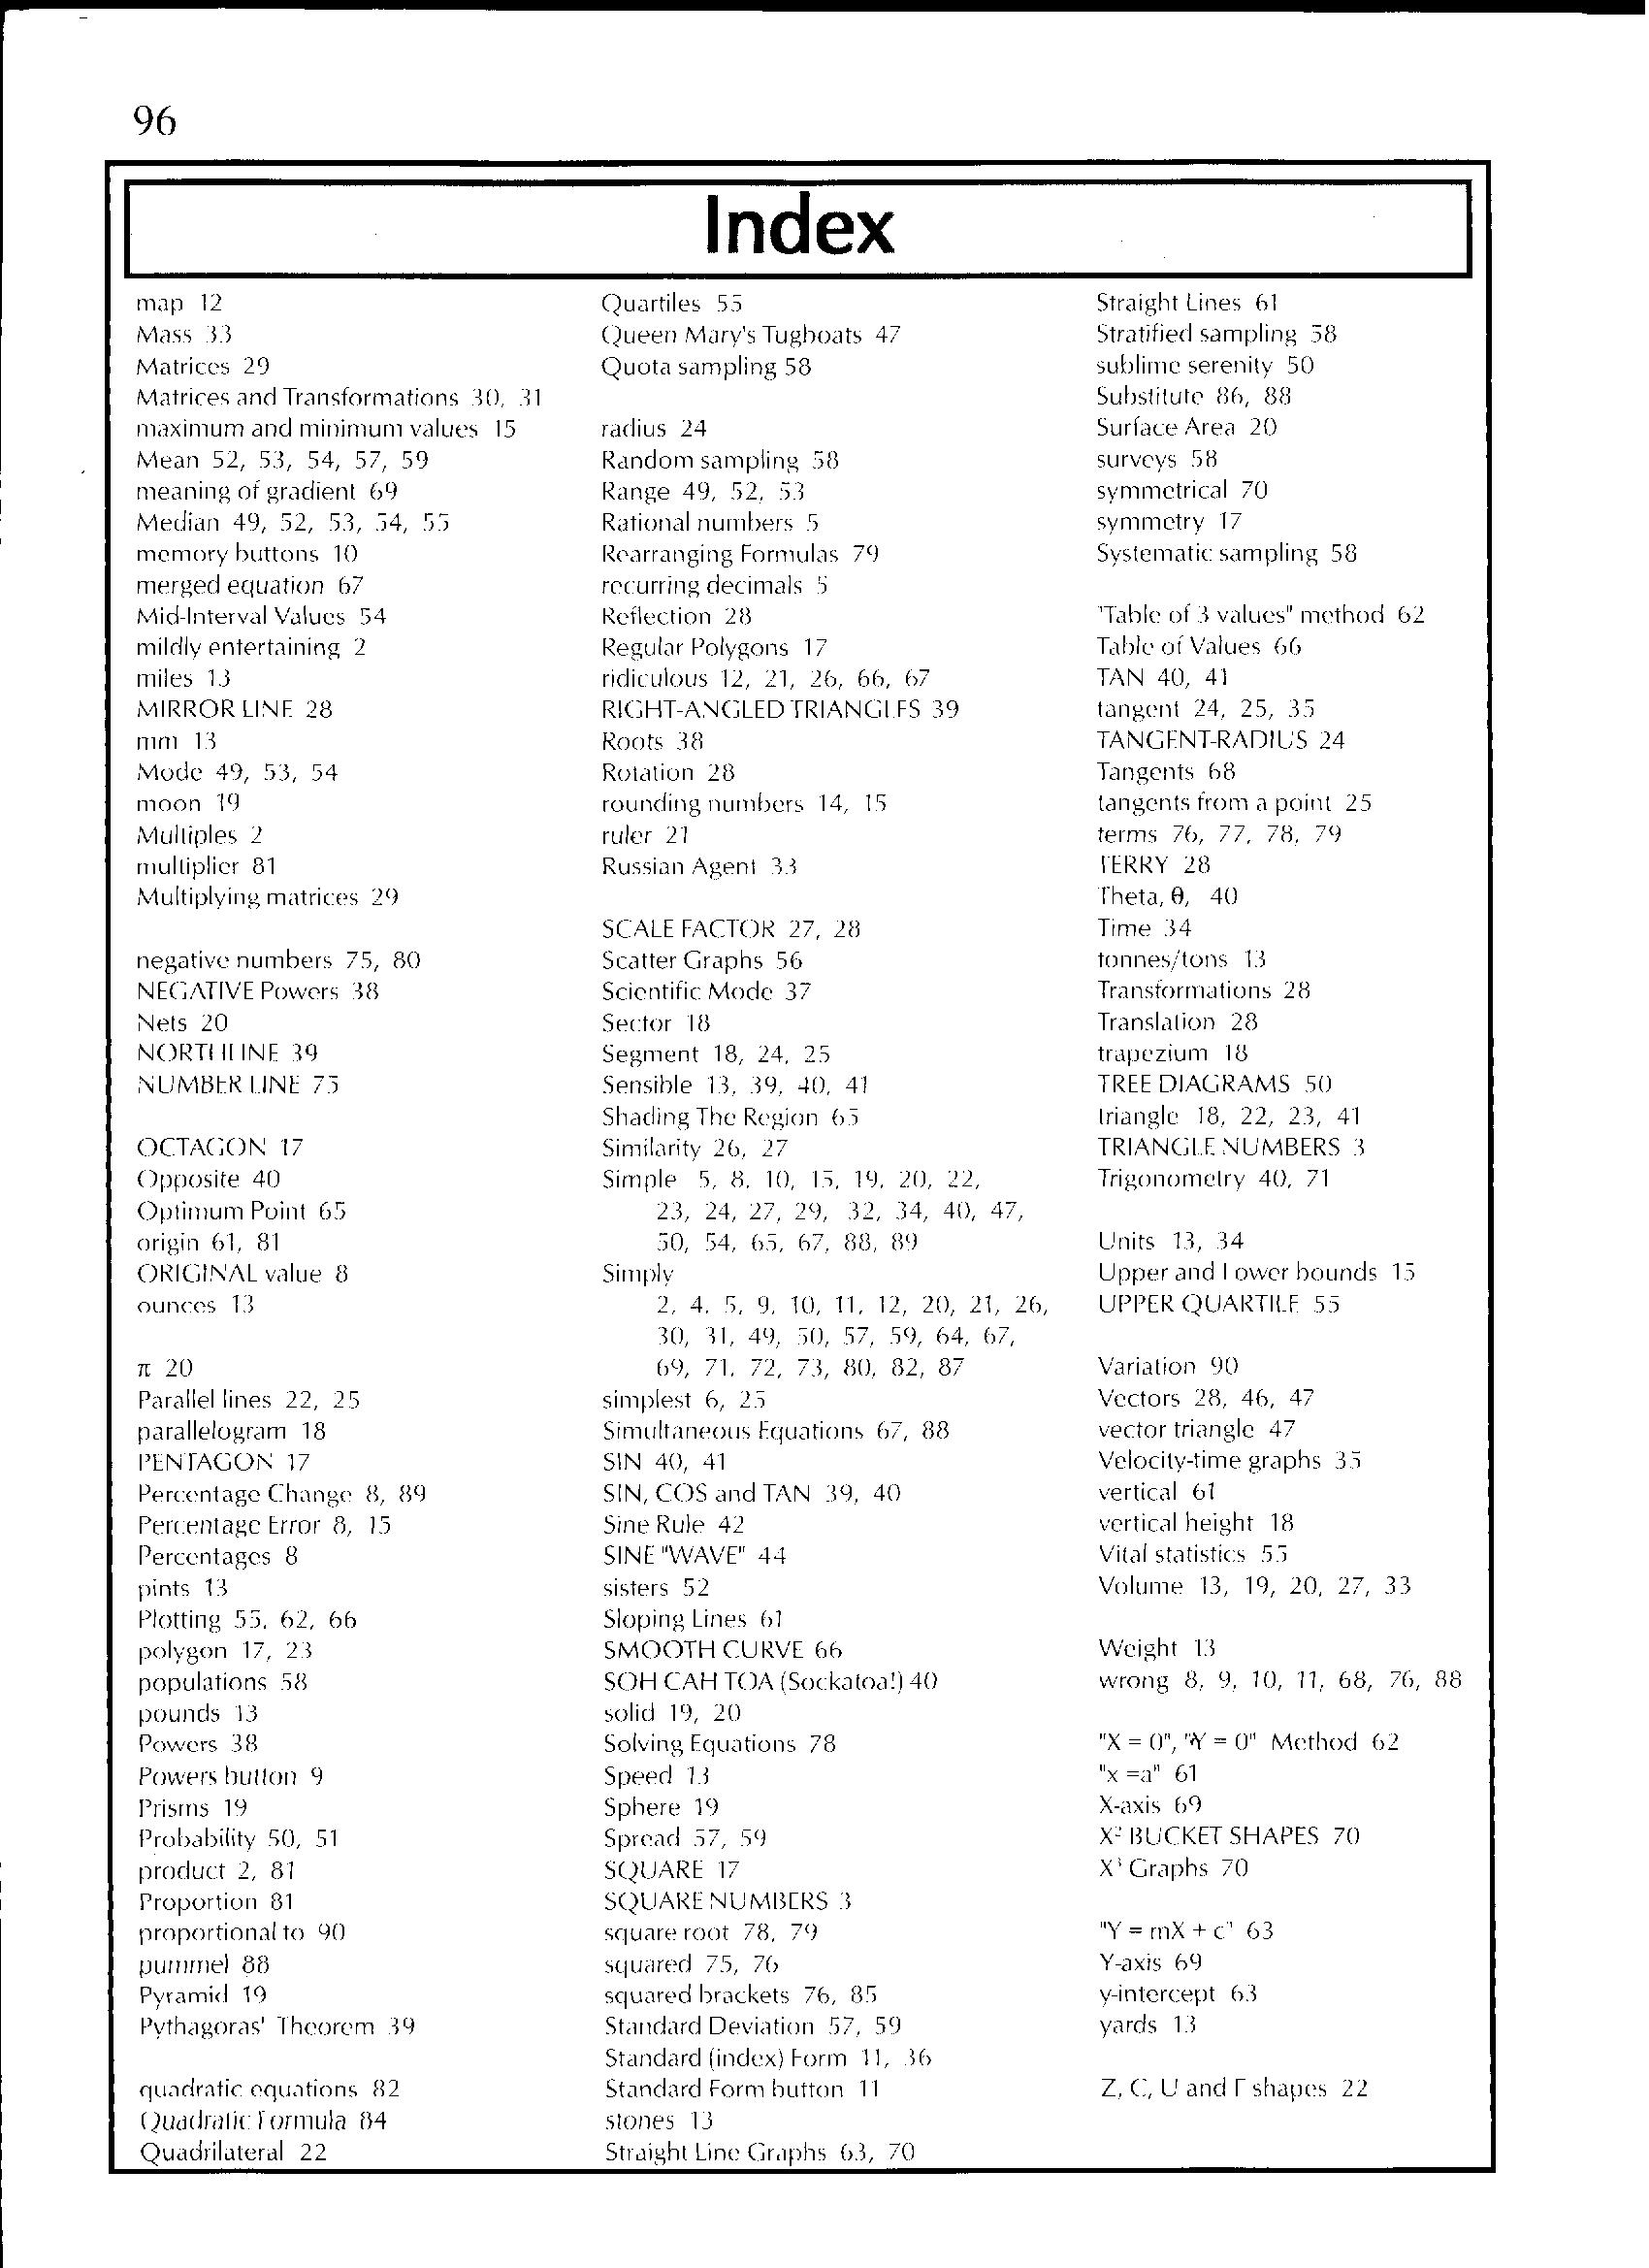 96
Index
map 12
Mass 33
Matrices 29
Matrices and Transformations 30, 31
maximum and minimum values 15
Mean 52, 53, 54, 57, 59
meaning of gradient 69
Median 49, 52, 53, 54, 55
memory buttons 10
merged equation 67
Mid-Interval Values 54
mildly entertaining 2
miles 13
MIRROR LINE 28
mm 13
Mode 49, 53, 54
moon 19
Multiples 2
multiplier 81
Multiplying matrices 29
negative numbers 75, 80
NEGATIVE Powers 38
Nets 20
NORTHLINE 39
NUMBER LINE 75
OCTAGON 17
Opposite 40
Optimum Point 65
origin 61, 81
ORIGINAL value 8
ounces 13
π 20
Parallel lines 22, 25
parallelogram 18
PENTAGON 17
Percentage Change 8, 89
Percentage Error 8, 15
Percentages 8
pints 13
Plotting 55, 62, 66
polygon 17, 23
populations 58
pounds 13
Powers 38
Powers button 9
Prisms 19
Probability 50, 51
product 2, 81
Proportion 81
proportional to 90
pummel 88
Pyramid 19
Pythagoras' Theorem 39
quadratic equations 82
Quadratic Formula 84
Quadrilateral 22
Quartiles 55
Queen Mary's Tugboats 47
Quota sampling 58
radius 24
Random sampling 58
Range 49, 52, 53
Rational numbers 5
Rearranging Formulas 79
recurring decimals 5
Reflection 28
Regular Polygons 17
ridiculous 12, 21, 26, 66, 67
RIGHT-ANGLED TRIANGLES 39
Roots 38
Rotation 28
rounding numbers 14, 15
ruler 21
Russian Agent 33
SCALE FACTOR 27, 28
Scatter Graphs 56
Scientific Mode 37
Sector 18
Segment 18, 24, 25
Sensible 13, 39, 40, 41
Shading The Region 65
Similarity 26, 27
Simple 5, 8, 10, 15, 19, 20, 22,
23, 24, 27, 29, 32, 34, 40, 47,
50, 54, 65, 67, 88, 89
Simply
2, 4, 5, 9, 10, 11, 12, 20, 21, 26,
30, 31, 49, 50, 57, 59, 64, 67,
69, 71, 72, 73, 80, 82, 87
simplest 6, 25
Simultaneous Equations 67, 88
SIN 40, 41
SIN, COS and TAN 39, 40
Sine Rule 42
SINE "WAVE" 44
sisters 52
Sloping Lines 61
SMOOTH CURVE 66
SOH CAH TOA (Sockatoa!) 40
solid 19, 20
Solving Equations 78
Speed 13
Sphere 19
Spread 57, 59
SQUARE 17
SQUARE NUMBERS 3
square root 78, 79
squared 75, 76
squared brackets 76, 85
Standard Deviation 57, 59
Standard (index) Form 11, 36
Standard Form button 11
stones 13
Straight Line Graphs 63, 70
Straight Lines 61
Stratified sampling 58
sublime serenity 50
Substitute 86, 88
Surface Area 20
surveys 58
symmetrical 70
symmetry 17
Systematic sampling 58
"Table of 3 values" method 62
Table of Values 66
TAN 40, 41
tangent 24, 25, 35
TANGENT-RADIUS 24
Tangents 68
tangents from a point 25
terms 76, 77, 78, 79
TERRY 28
Theta, θ, 40
Time 34
tonnes/tons 13
Transformations 28
Translation 28
trapezium 18
TREE DIAGRAMS 50
triangle 18, 22, 23, 41
TRIANGLE NUMBERS 3
Trigonometry 40, 71
Units 13, 34
Upper and Lower bounds 15
UPPER QUARTILE 55
Variation 90
Vectors 28, 46, 47
vector triangle 47
Velocity-time graphs 35
vertical 61
vertical height 18
Vital statistics 55
Volume 13, 19, 20, 27, 33
Weight 13
wrong 8, 9, 10, 11, 68, 76, 88
"X = 0", "Y = 0" Method 62
"x =a" 61
X-axis 69
X² BUCKET SHAPES 70
X³ Graphs 70
"Y = mX + c" 63
Y-axis 69
y-intercept 63
yards 13
Z, C, U and F shapes 22